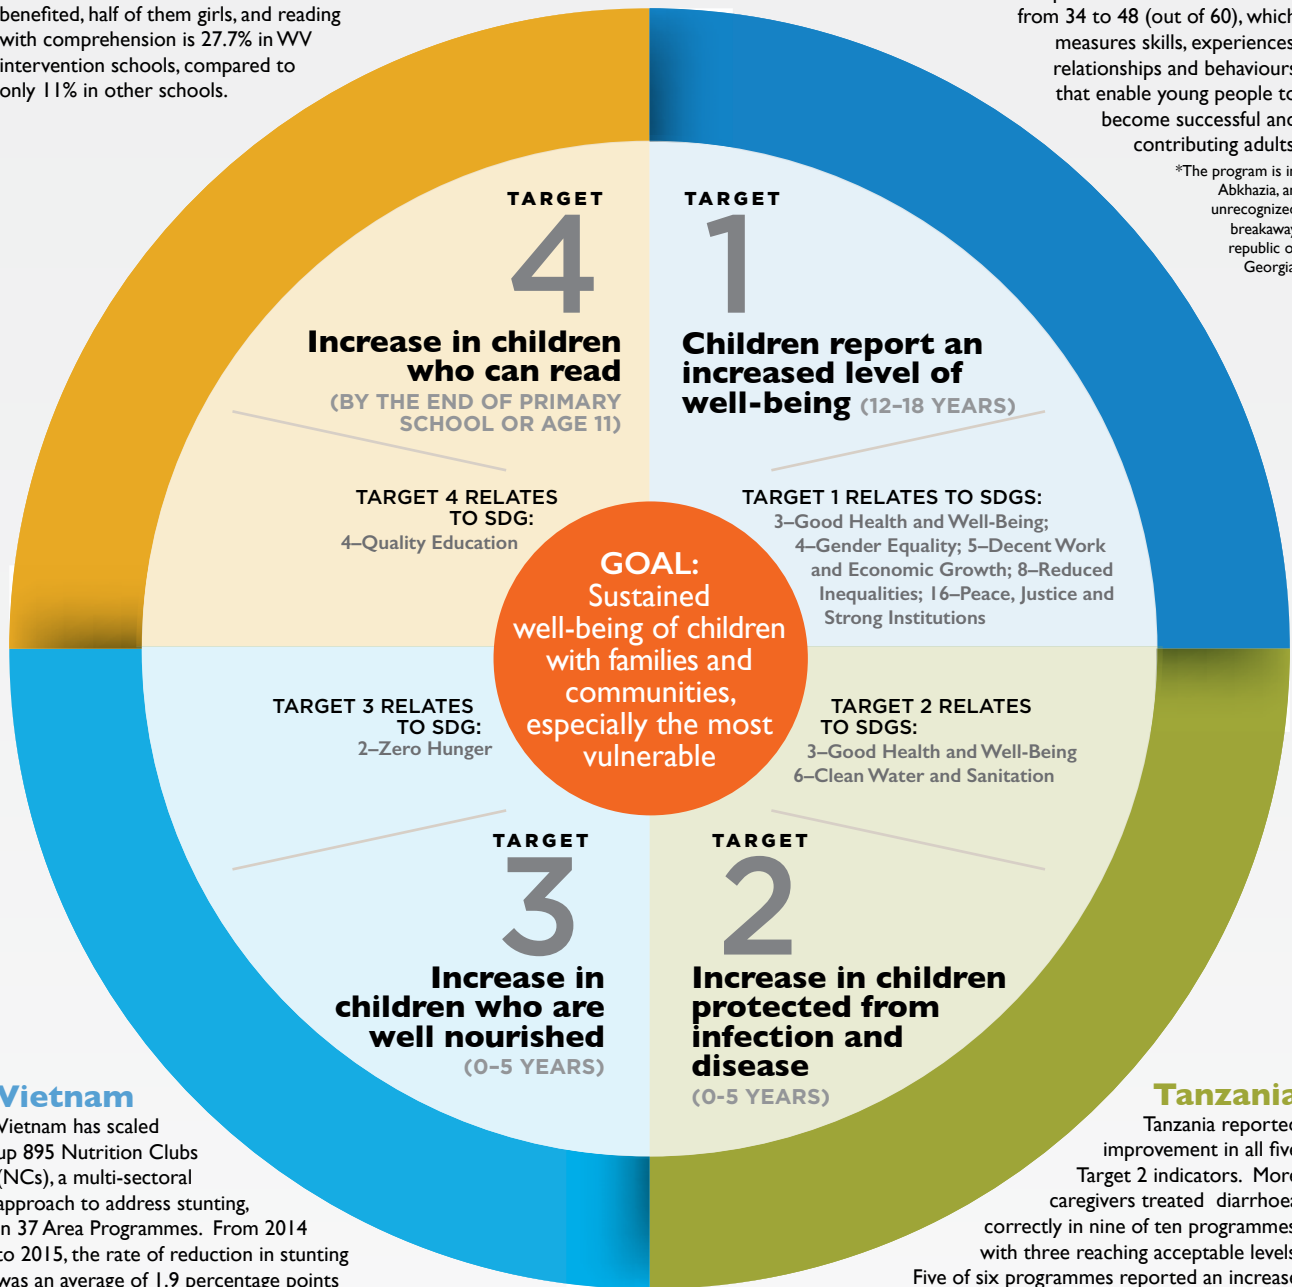 benefited, half of them girls, and reading
with comprehension is 27.7% in WV
intervention schools, compared to
only 11% in other schools.
from 34 to 48 (out of 60), which
measures skills, experiences
relationships and behaviours
that enable young people to
become successful and
contributing adults
*The program is in
Abkhazia, an
unrecognized
breakaway
republic of
Georgia
TARGET
4
Increase in children
who can read
(BY THE END OF PRIMARY
SCHOOL OR AGE 11)
TARGET 4 RELATES
TO SDG:
4–Quality Education
TARGET
1
Children report an
increased level of
well-being (12–18 YEARS)
TARGET 1 RELATES TO SDGS:
3–Good Health and Well-Being;
4–Gender Equality; 5–Decent Work
and Economic Growth; 8–Reduced
Inequalities; 16–Peace, Justice and
Strong Institutions
GOAL:
Sustained
well-being of children
with families and
communities,
especially the most
vulnerable
TARGET 3 RELATES
TO SDG:
2–Zero Hunger
TARGET
3
Increase in
children who are
well nourished
(0–5 YEARS)
TARGET 2 RELATES
TO SDGS:
3–Good Health and Well-Being
6–Clean Water and Sanitation
TARGET
2
Increase in children
protected from
infection and
disease
(0-5 YEARS)
Vietnam
Vietnam has scaled
up 895 Nutrition Clubs
(NCs), a multi-sectoral
approach to address stunting,
in 37 Area Programmes. From 2014
to 2015, the rate of reduction in stunting
was an average of 1.9 percentage points
Tanzania
Tanzania reported
improvement in all five
Target 2 indicators. More
caregivers treated diarrhoea
correctly in nine of ten programmes
with three reaching acceptable levels
Five of six programmes reported an increase